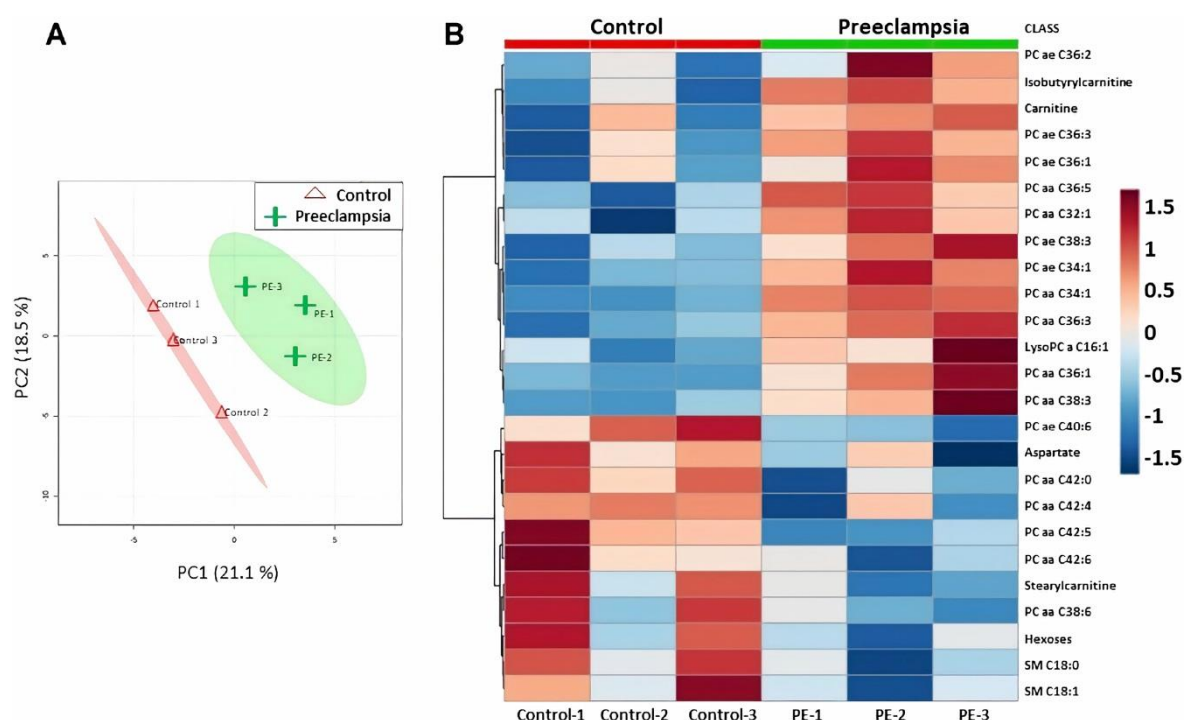 A
Control
Preeclampsia
Control 1
Control 3
Control 2
PE-3
PE-1
PE-2
5
0
-5
-10
-5
0
5
PC2 (18.5 %)
PC1 (21.1 %)
B
Control
Preeclampsia
CLASS
PC ae C36:2
Isobutyrylcarnitine
Carnitine
PC ae C36:3
PC ae C36:1
PC aa C36:5
PC aa C32:1
PC ae C38:3
PC ae C34:1
PC aa C34:1
PC aa C36:3
LysoPC a C16:1
PC aa C36:1
PC aa C38:3
PC ae C40:6
Aspartate
PC aa C42:0
PC aa C42:4
PC aa C42:5
PC aa C42:6
Stearylcarnitine
PC aa C38:6
Hexoses
SM C18:0
SM C18:1
Control-1
Control-2
Control-3
PE-1
PE-2
PE-3
1.5
1
0.5
0
-0.5
-1
-1.5